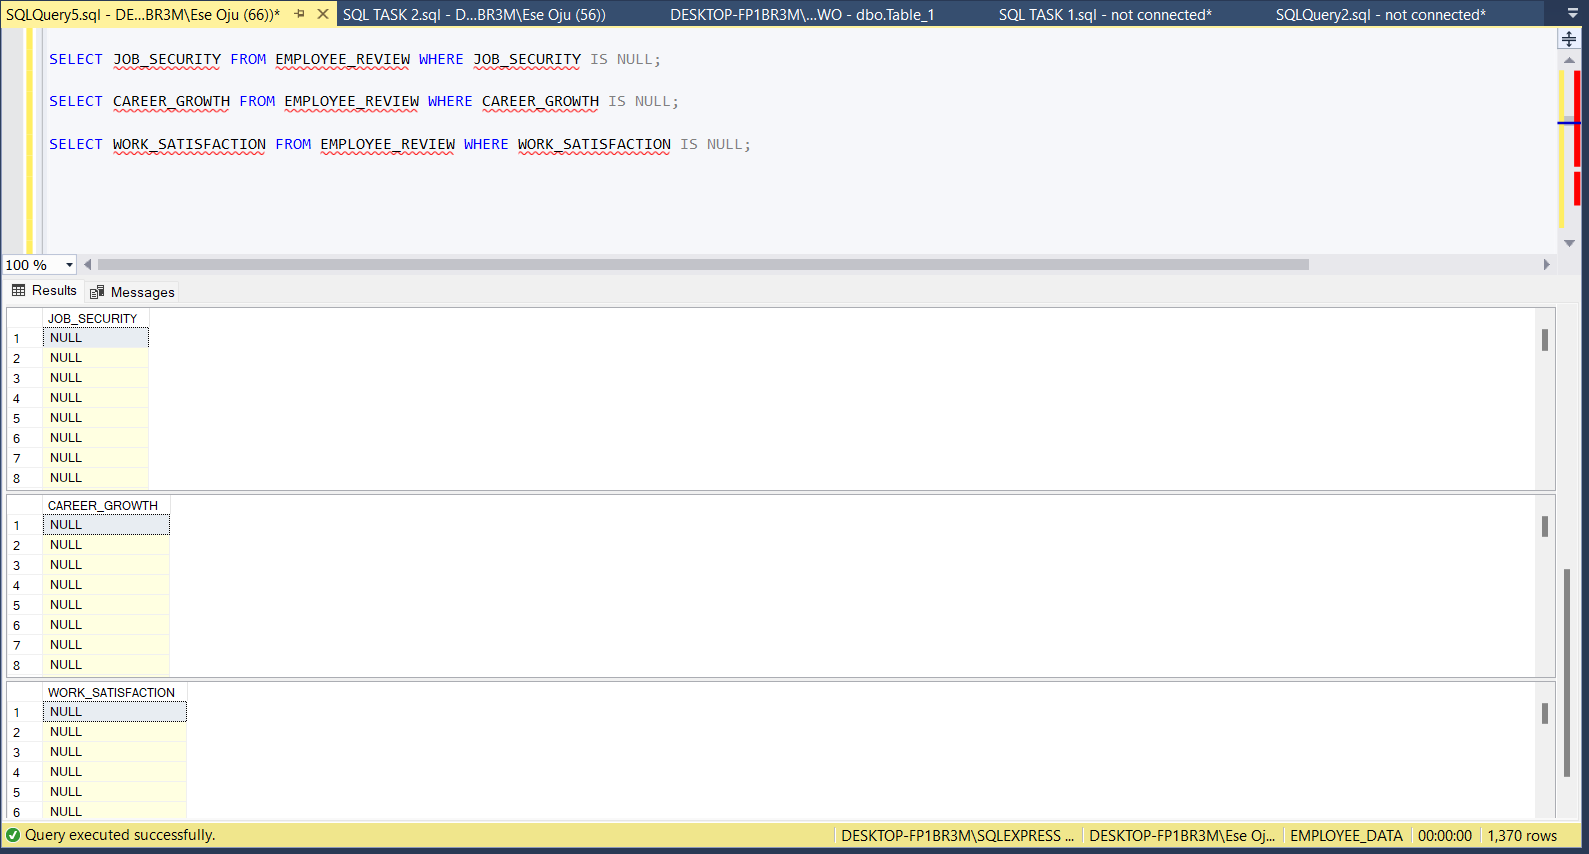 SQLQuery5.sql - DE...BR3M\Ese Oju (66))* SQL TASK 2.sql - D...BR3M\Ese Oju (56)) DESKTOP-FP1BR3M\...WO - dbo.Table_1 SQL TASK 1.sql - not connected* SQLQuery2.sql - not connected*
SELECT JOB_SECURITY FROM EMPLOYEE_REVIEW WHERE JOB_SECURITY IS NULL;
SELECT CAREER_GROWTH FROM EMPLOYEE_REVIEW WHERE CAREER_GROWTH IS NULL;
SELECT WORK_SATISFACTION FROM EMPLOYEE_REVIEW WHERE WORK_SATISFACTION IS NULL;
100 %
Results Messages
JOB_SECURITY
1 NULL
2 NULL
3 NULL
4 NULL
5 NULL
6 NULL
7 NULL
8 NULL
CAREER_GROWTH
1 NULL
2 NULL
3 NULL
4 NULL
5 NULL
6 NULL
7 NULL
8 NULL
WORK_SATISFACTION
1 NULL
2 NULL
3 NULL
4 NULL
5 NULL
6 NULL
Query executed successfully. DESKTOP-FP1BR3M\SQLEXPRESS ... DESKTOP-FP1BR3M\Ese Oj... EMPLOYEE_DATA 00:00:00 1,370 rows